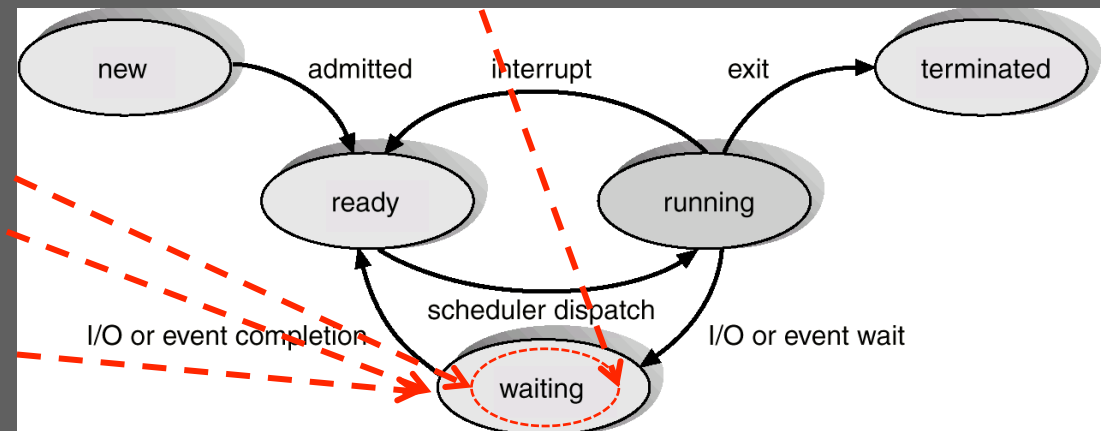 new
admitted
interrupt
exit
terminated
ready
running
scheduler dispatch
I/O or event completion
I/O or event wait
waiting